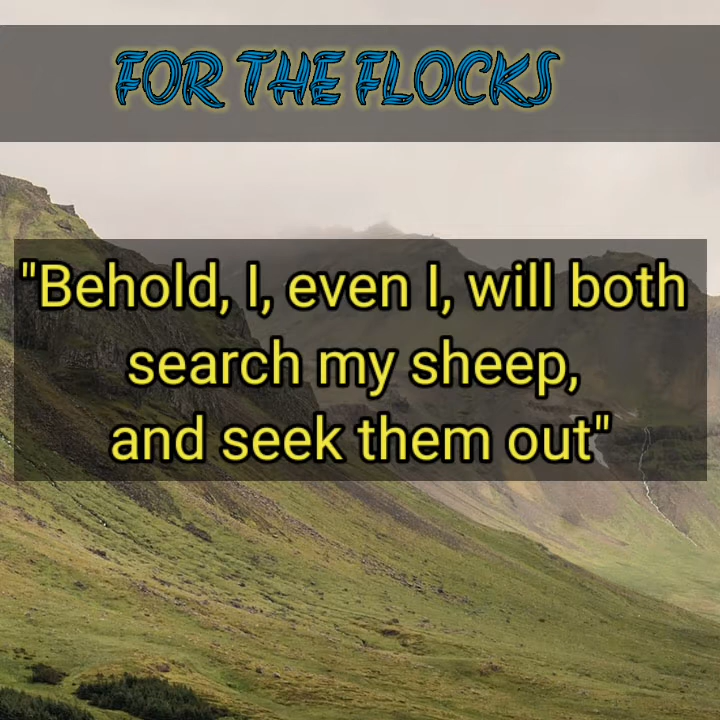 FOR THE FLOCKS
"Behold, I, even I, will both
search my sheep,
and seek them out"